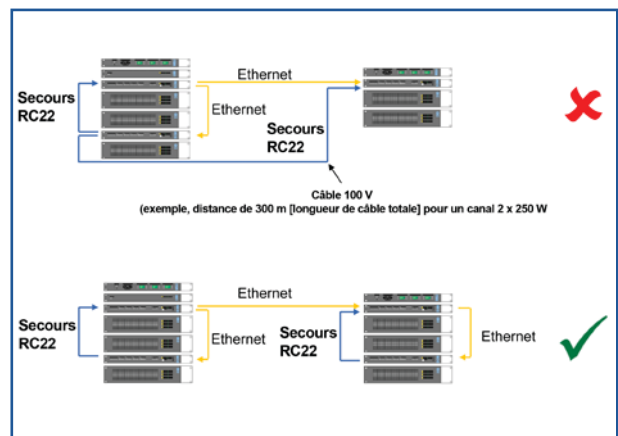 Ethernet
Secours
RC22
Ethernet
Secours
RC22
Câble 100 V
(exemple, distance de 300 m [longueur de câble totale] pour un canal 2 x 250 W
Ethernet
Secours
RC22
Ethernet
Secours
RC22
Ethernet